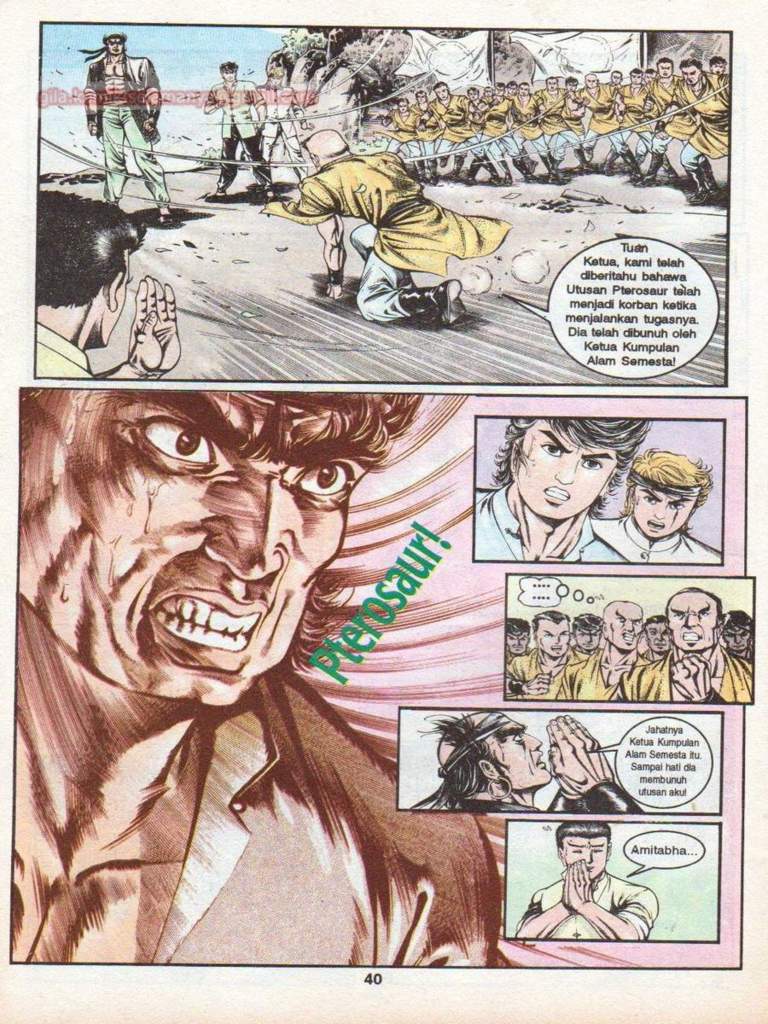 Tuan
Ketua, kami telah
diberitahu bahawa
Utusan Pterosaur telah
menjadi korban ketika
menjalankan tugasnya.
Dia telah dibunuh oleh
Ketua Kumpulan
Alam Semesta!
Pterosaur!
....
....
Jahatnya
Ketua Kumpulan
Alam Semesta itu.
Sampai hati dia
membunuh
utusan aku!
Amitabha...
40